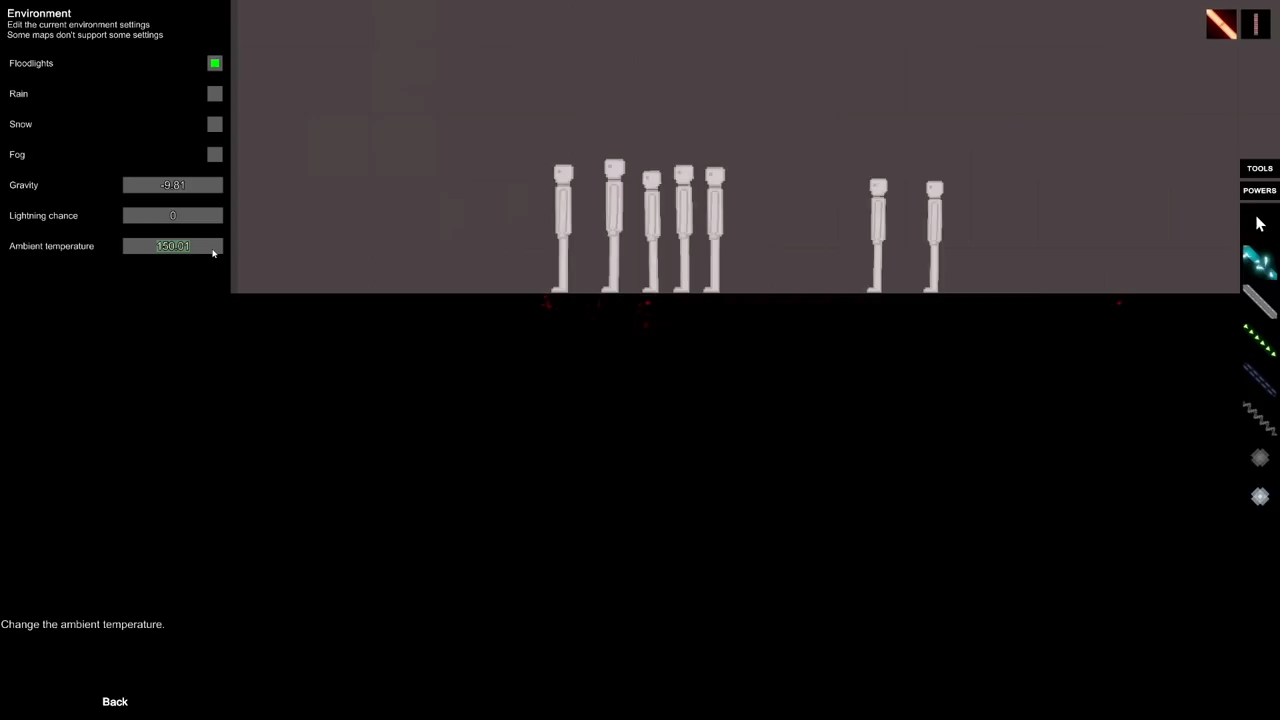 Environment
Edit the current environment settings
Some maps don't support some settings
Floodlights
Rain
Snow
Fog
Gravity -9.81
Lightning chance 0
Ambient temperature 150.01
TOOLS
POWERS
Change the ambient temperature.
Back